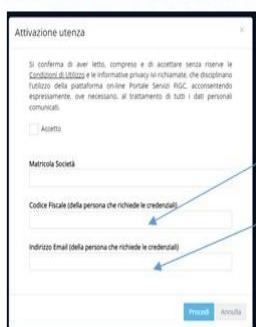 Attivazione utenza
×
Si conferma di aver letto, compreso e di accettare senza riserve le
Condizioni di Utilizzo e le informative privacy ivi richiamate, che disciplinano
l'utilizzo della piattaforma on-line Portale Servizi FIGC, acconsentendo
espressamente, ove necessario, al trattamento di tutti i dati personali
comunicati.
Accetto
Matricola Società
Codice Fiscale (della persona che richiede le credenziali)
Indirizzo Email (della persona che richiede le credenziali)
Procedi
Annulla